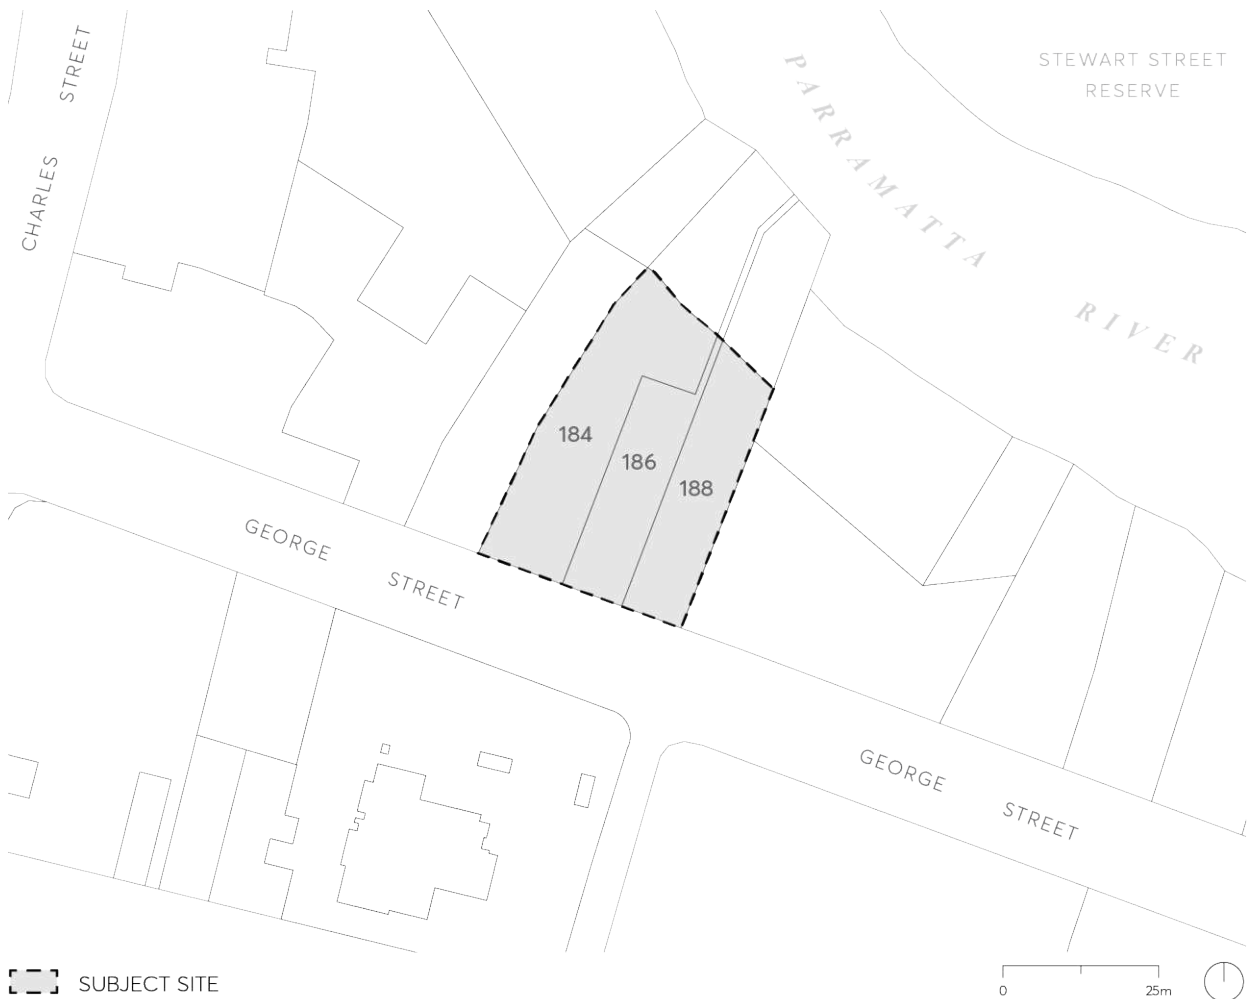 CHARLES STREET
PARRAMATTA RIVER
STEWART STREET
RESERVE
184
186
188
GEORGE STREET
GEORGE STREET
SUBJECT SITE
0 25m